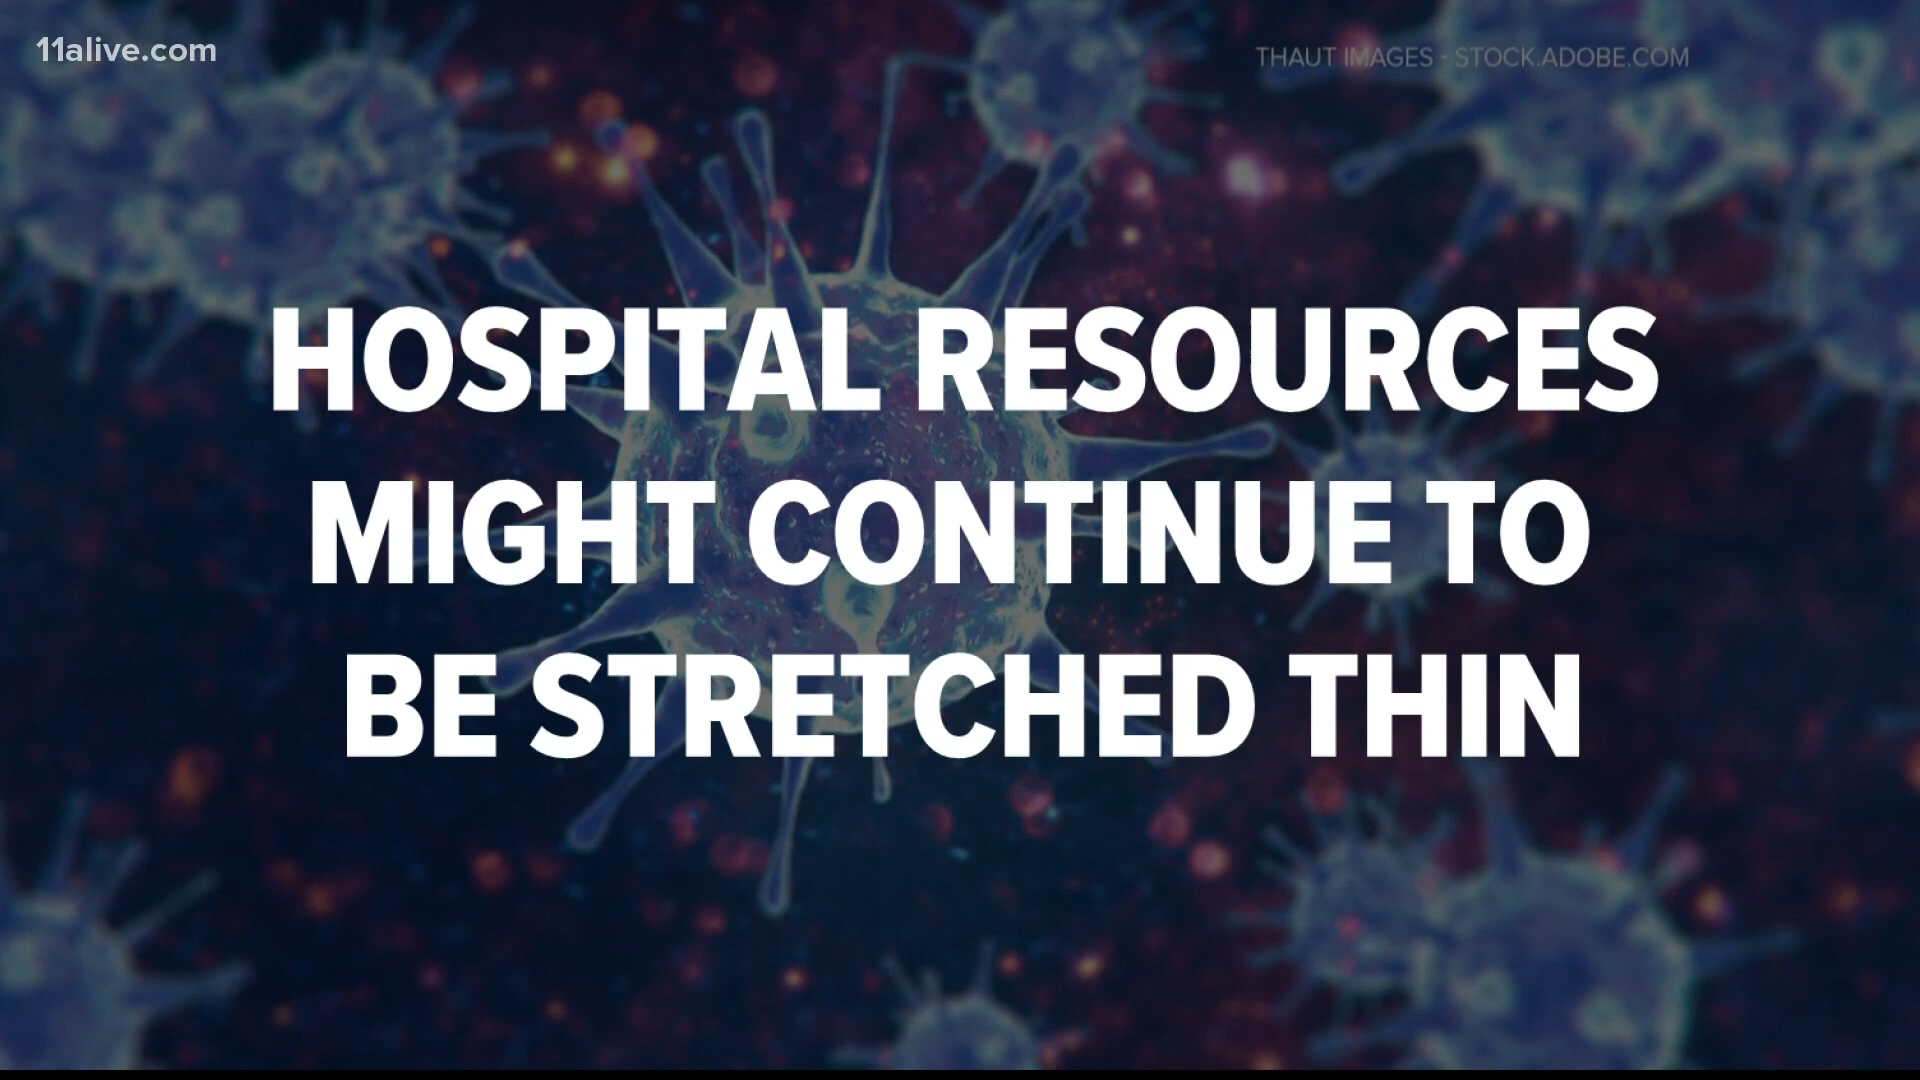 11alive.com
THAUT IMAGES - STOCK.ADOBE.COM
HOSPITAL RESOURCES
MIGHT CONTINUE TO
BE STRETCHED THIN